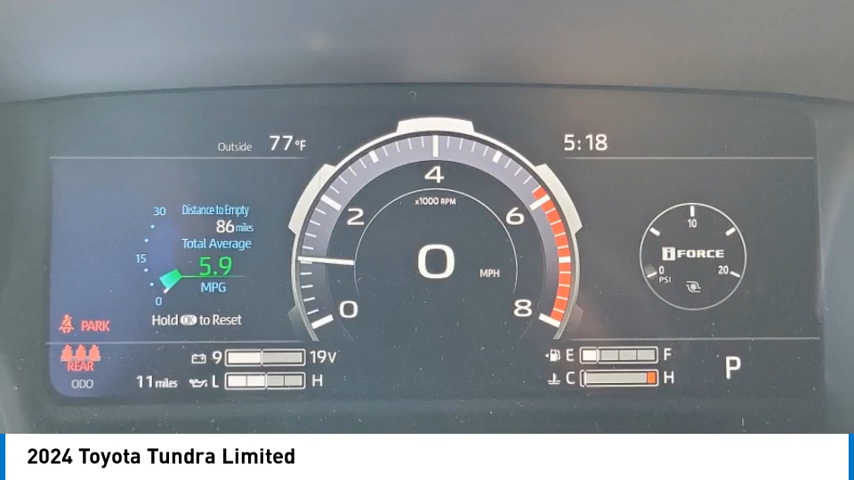 Outside 77°F
5:18
30
Distance to Empty
86 miles
Total Average
15
5.9
MPG
0
Hold OK to Reset
PARK
REAR
ODO
11 miles
9 19V
L H
0
2
4
6
8
x1000 RPM
0 MPH
10
iFORCE
0 20
PSI
E F
C H
P
2024 Toyota Tundra Limited